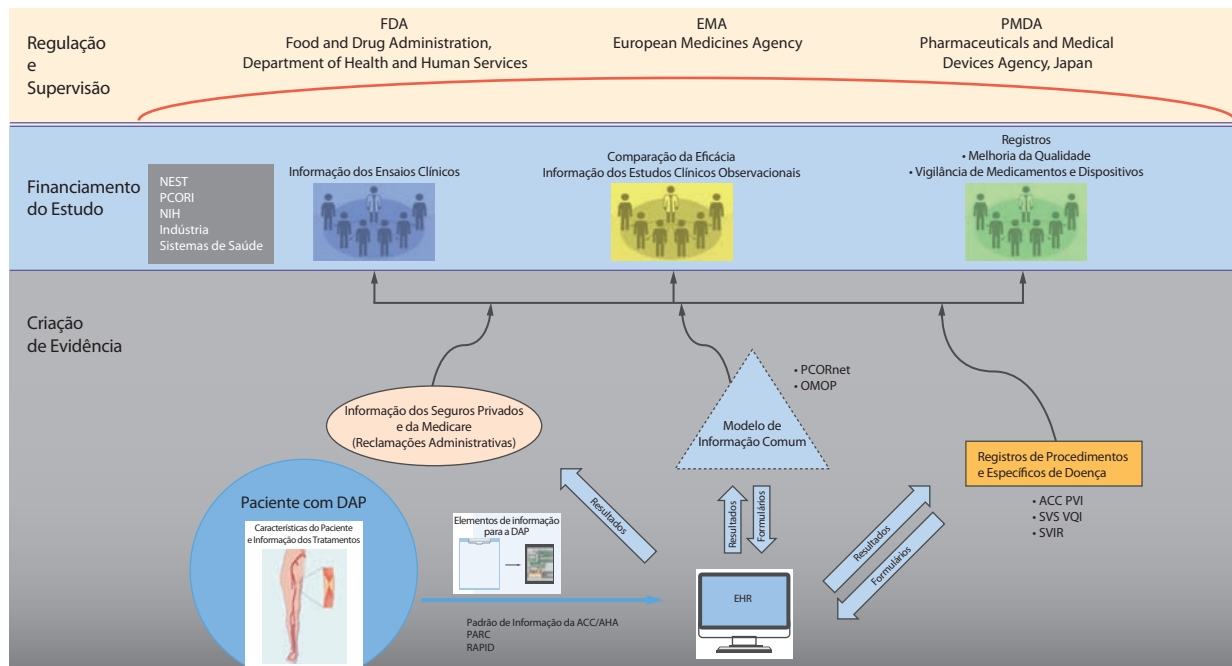 Regulação
e
Supervisão
FDA
Food and Drug Administration,
Department of Health and Human Services
EMA
European Medicines Agency
PMDA
Pharmaceuticals and Medical
Devices Agency, Japan
Financiamento
do Estudo
NEST
PCORI
NIH
Indústria
Sistemas de Saúde
Informação dos Ensaios Clínicos
Comparação da Eficácia
Informação dos Estudos Clínicos Observacionais
Registros
• Melhoria da Qualidade
• Vigilância de Medicamentos e Dispositivos
Criação
de Evidência
Informação dos Seguros Privados
e da Medicare
(Reclamações Administrativas)
Modelo de
Informação Comum
• PCORnet
• OMOP
Registros de Procedimentos
e Específicos de Doença
• ACC PVI
• SVS VQI
• SVIR
Paciente com DAP
Características do Paciente
e Informação dos Tratamentos
Elementos de informação
para a DAP
Resultados
Resultados
Formulários
Resultados
Formulários
EHR
Padrão de Informação da ACC/AHA
PARC
RAPID